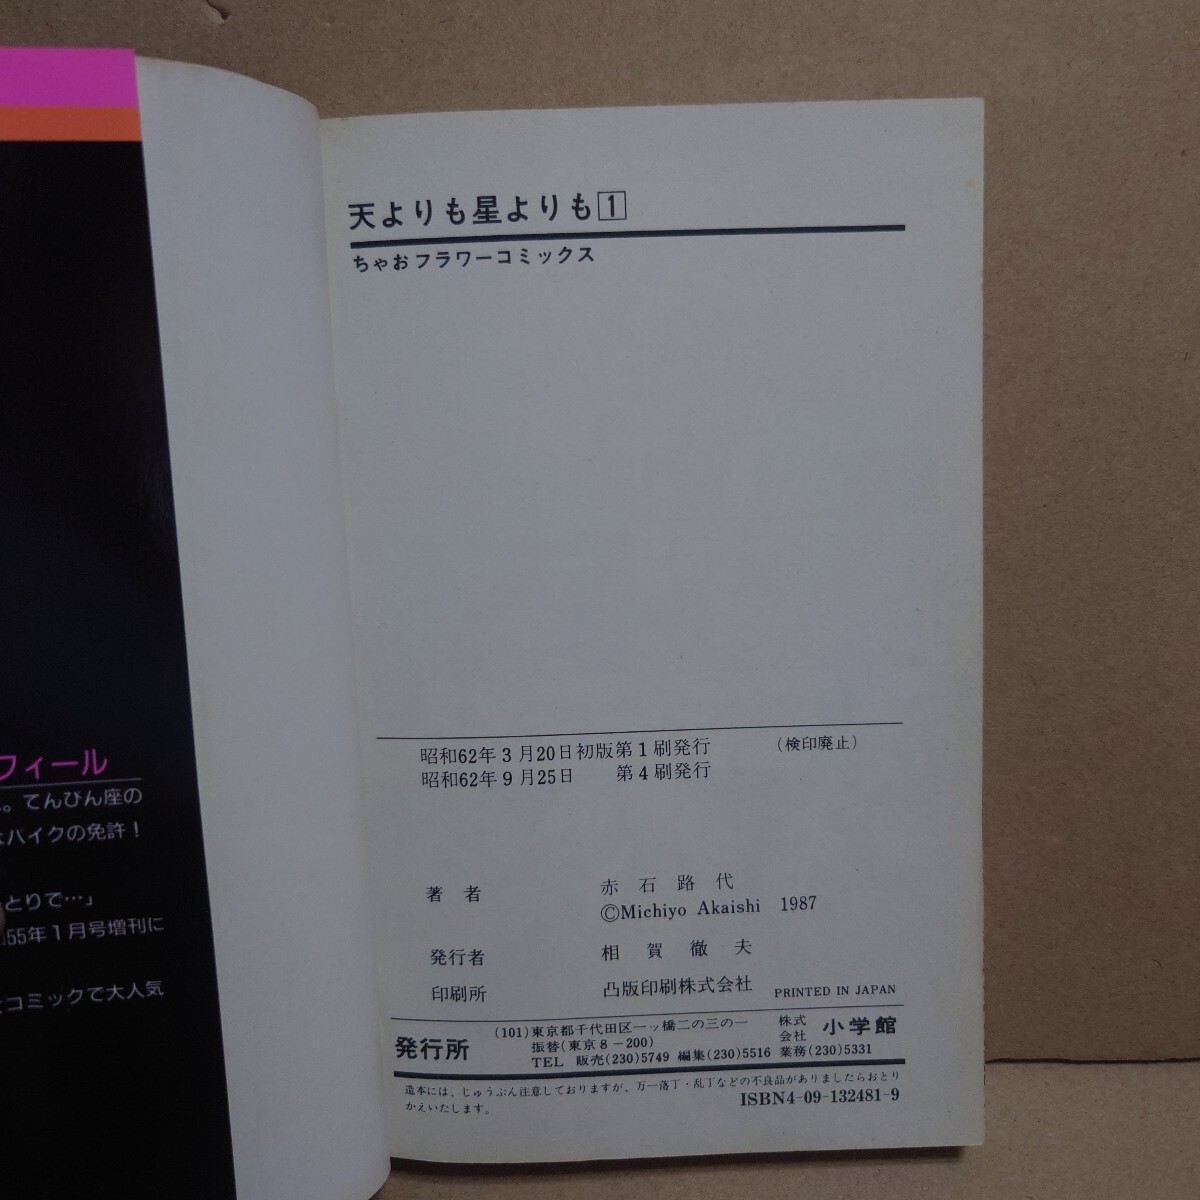 天よりも星よりも 1
ちゃおフラワーコミックス
昭和62年3月20日初版第1刷発行 (検印廃止)
昭和62年9月25日 第4刷発行
著者 赤石路代
©Michiyo Akaishi 1987
発行者 相賀徹夫
印刷所 凸版印刷株式会社 PRINTED IN JAPAN
発行所
(101)東京都千代田区一ッ橋二の三の一
振替(東京8-200)
TEL 販売(230)5749 編集(230)5516 業務(230)5331
株式会社 小学館
造本には、じゅうぶん注意しておりますが、万一落丁・乱丁などの不良品がありましたらおとり
かえいたします。
ISBN4-09-132481-9
フィール
。てんびん座の
バイクの免許！
とりで…」
55年1月号増刊に
コミックで大人気